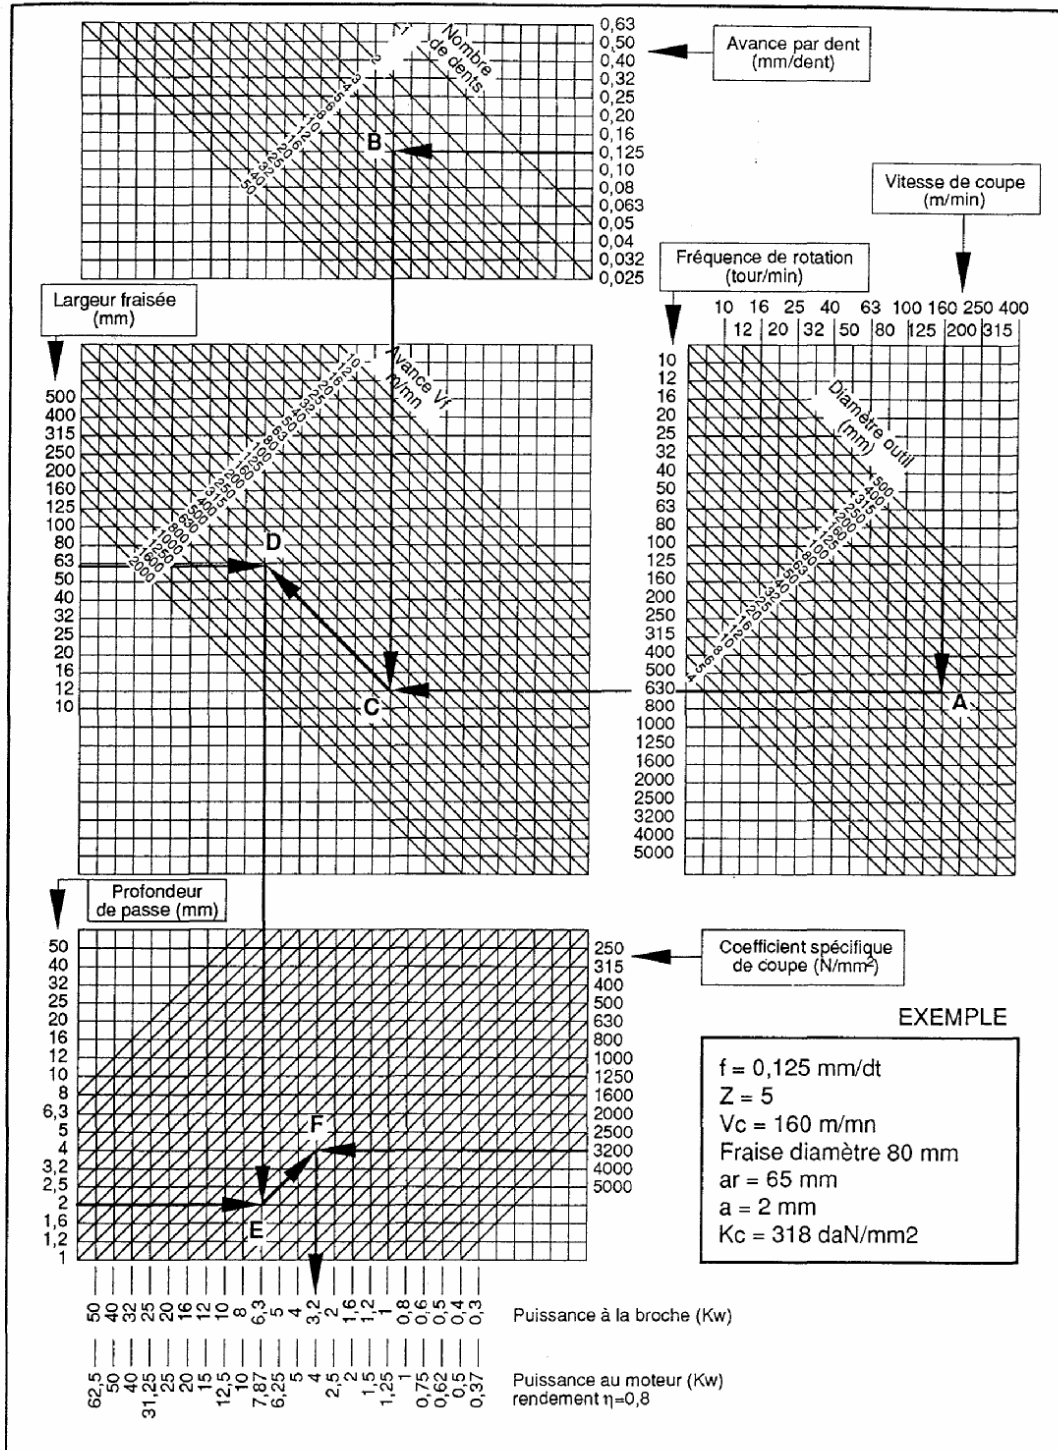 0,63
0,50
0,40
0,32
0,25
0,20
0,16
0,125
0,10
0,08
0,063
0,05
0,04
0,032
0,025
Avance par dent
(mm/dent)
Nombre
de dents
B
Vitesse de coupe
(m/min)
Fréquence de rotation
(tour/min)
10 16 25 40 63 100 160 250 400
12 20 32 50 80 125 200 315
Largeur fraisée
(mm)
500
400
315
250
200
160
125
100
80
63
50
40
32
25
20
16
12
10
Avance Vf
m/mn
D
C
10
12
16
20
25
32
40
50
63
80
100
125
160
200
250
315
400
500
630
800
1000
1250
1600
2000
2500
3200
4000
5000
Diamètre outil
(mm)
A
Profondeur
de passe (mm)
50
40
32
25
20
16
12
10
8
6,3
5
4
3,2
2,5
2
1,6
1,2
1
F
E
250
315
400
500
630
800
1000
1250
1600
2000
2500
3200
4000
5000
Coefficient spécifique
de coupe (N/mm²)
EXEMPLE
f = 0,125 mm/dt
Z = 5
Vc = 160 m/mn
Fraise diamètre 80 mm
ar = 65 mm
a = 2 mm
Kc = 318 daN/mm2
50 40 32 25 20 16 12 10 8 6,3 5 4 3,2 2 1,6 1,2 1 0,8 0,6 0,5 0,4 0,3
Puissance à la broche (Kw)
62,5 50 40 31,25 25 20 15 12,5 10 7,87 6,25 5 4 2,5 2 1,5 1,25 1 0,75 0,62 0,5 0,37
Puissance au moteur (Kw)
rendement η=0,8